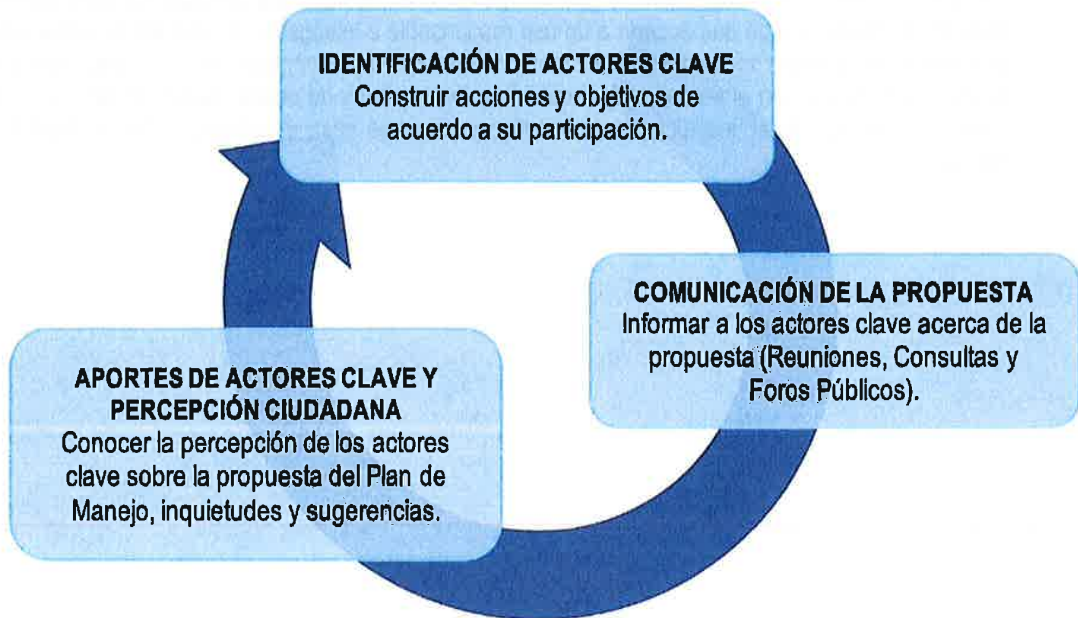 IDENTIFICACIÓN DE ACTORES CLAVE
Construir acciones y objetivos de
acuerdo a su participación.
COMUNICACIÓN DE LA PROPUESTA
Informar a los actores clave acerca de la
propuesta (Reuniones, Consultas y
Foros Públicos).
APORTES DE ACTORES CLAVE Y
PERCEPCIÓN CIUDADANA
Conocer la percepción de los actores
clave sobre la propuesta del Plan de
Manejo, inquietudes y sugerencias.